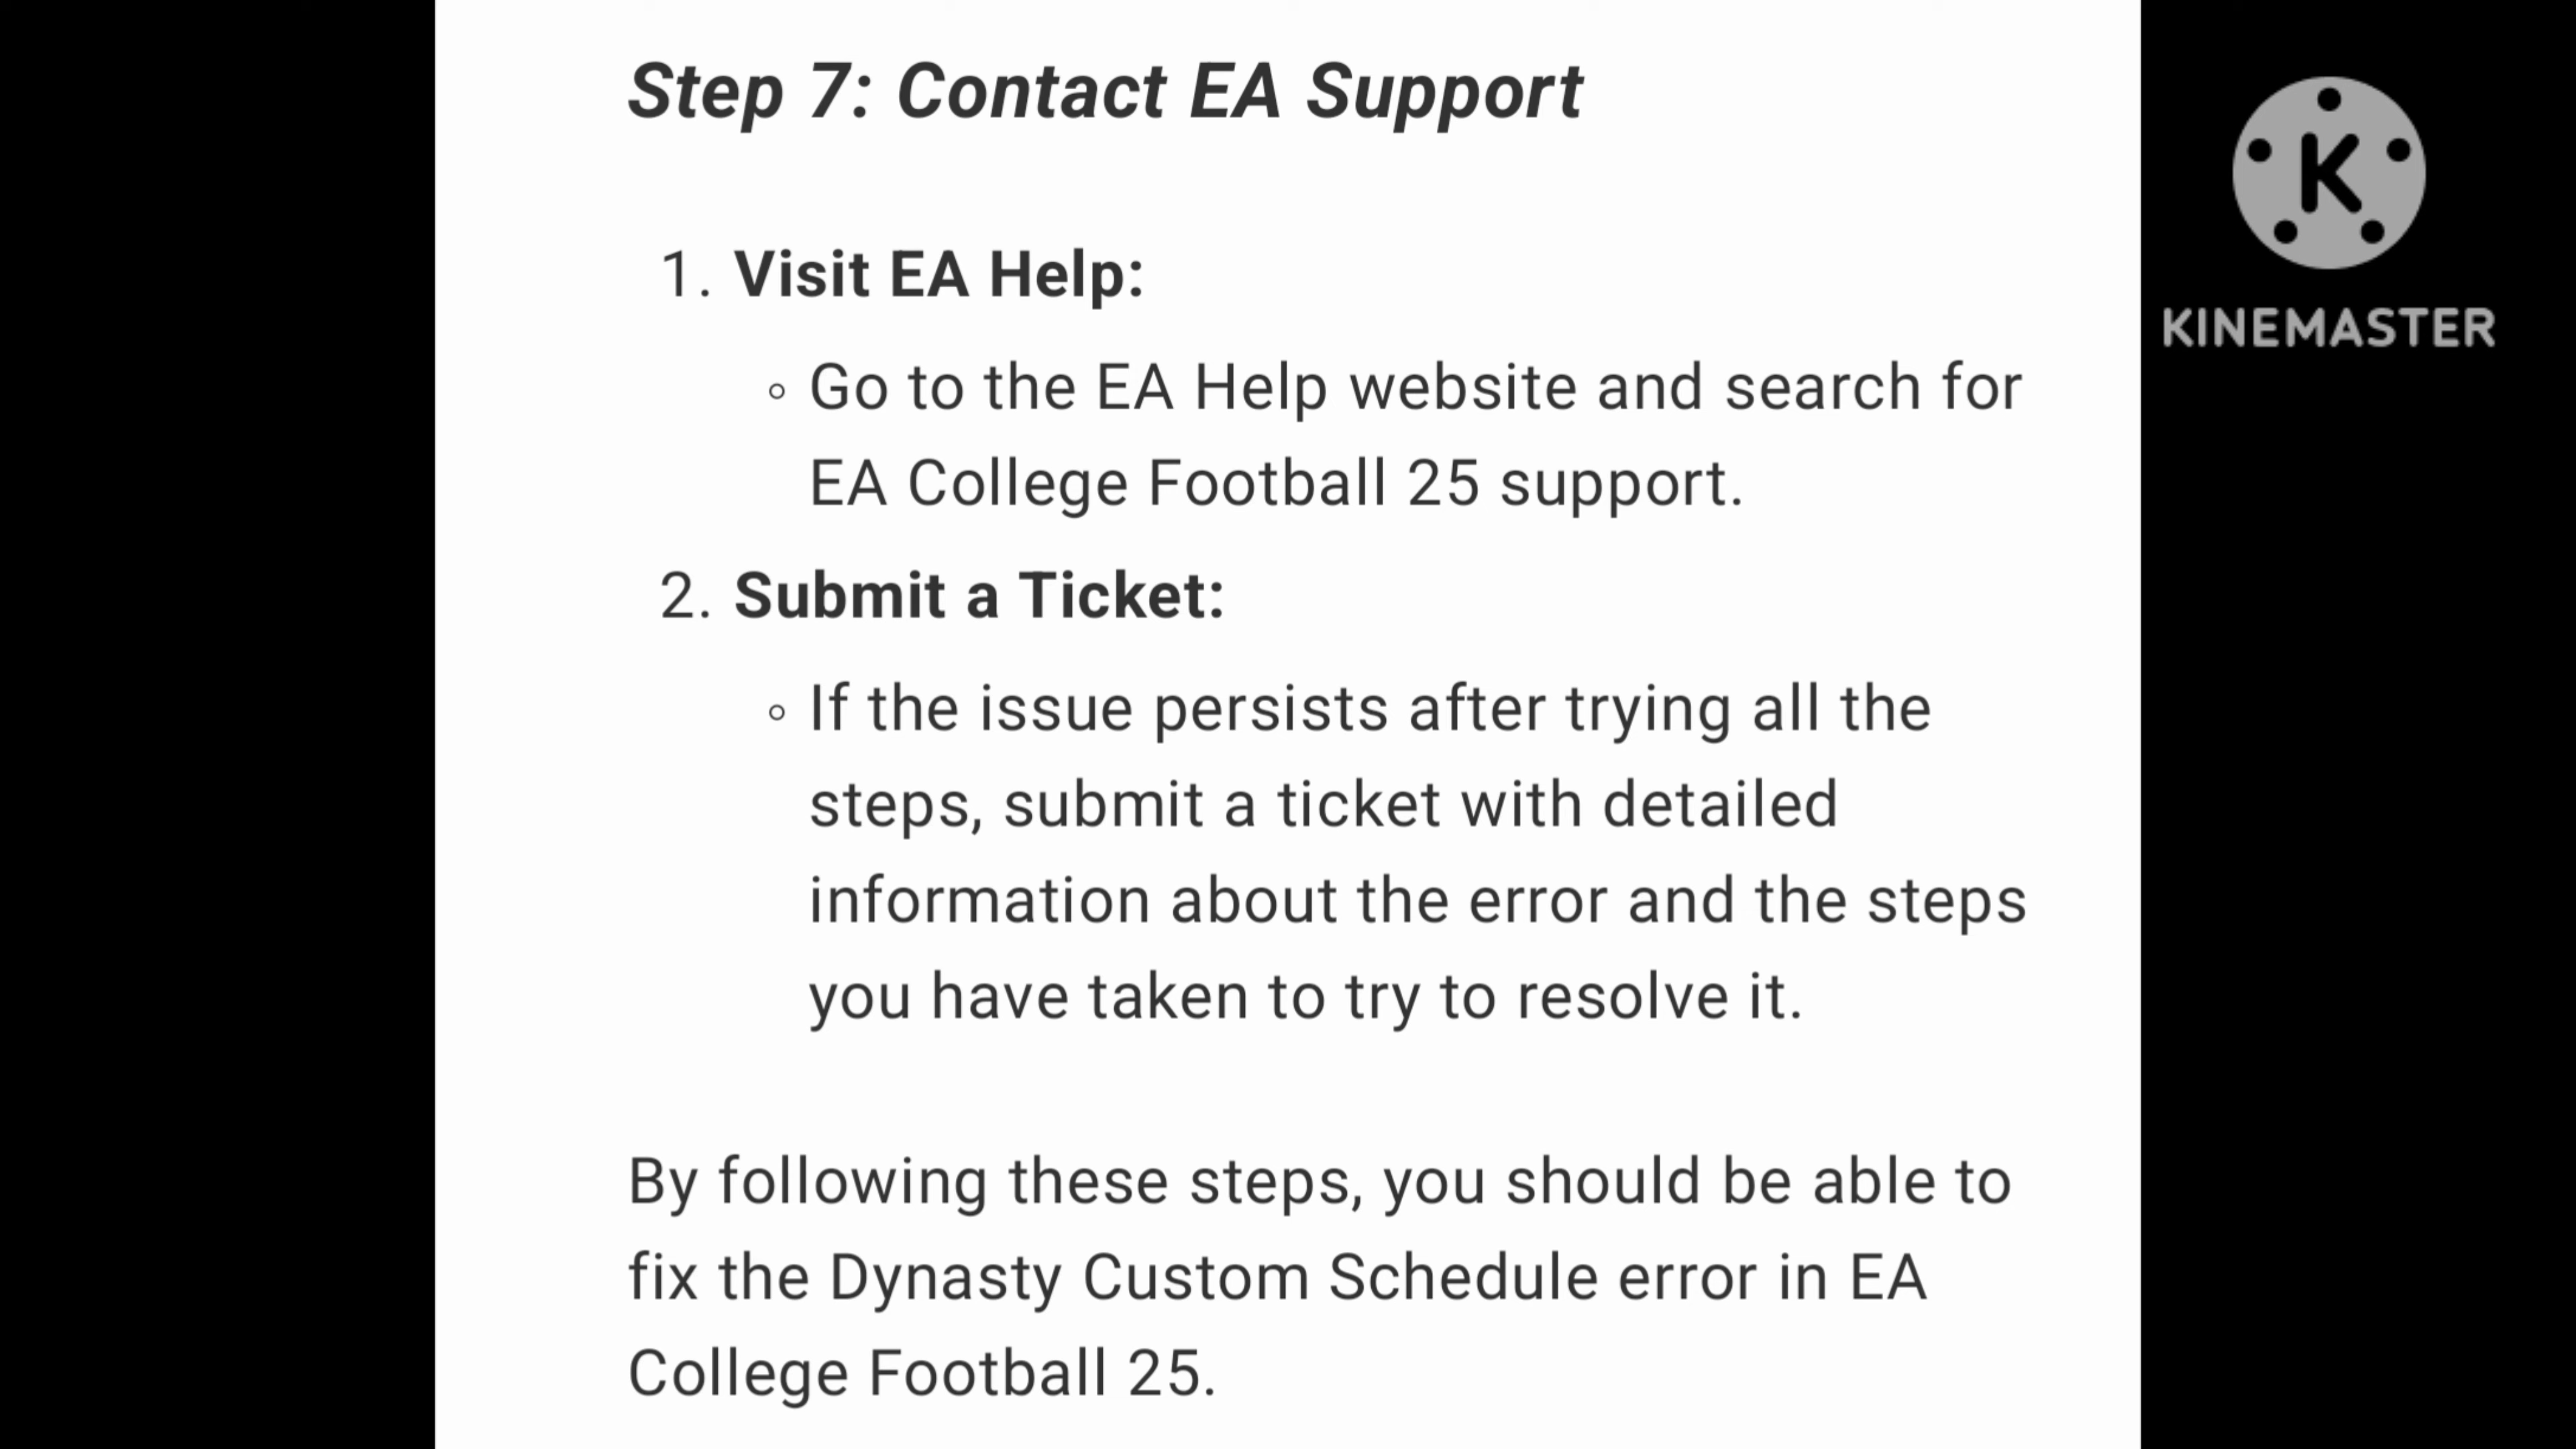 Step 7: Contact EA Support
1. Visit EA Help:
◦ Go to the EA Help website and search for
EA College Football 25 support.
2. Submit a Ticket:
◦ If the issue persists after trying all the
steps, submit a ticket with detailed
information about the error and the steps
you have taken to try to resolve it.
By following these steps, you should be able to
fix the Dynasty Custom Schedule error in EA
College Football 25.
K
KINEMASTER